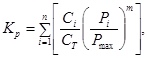 $K_p = \sum_{i=1}^{n} \left[ \frac{C_i}{C_T} \left( \frac{P_i}{P_{\max}} \right)^m \right],$